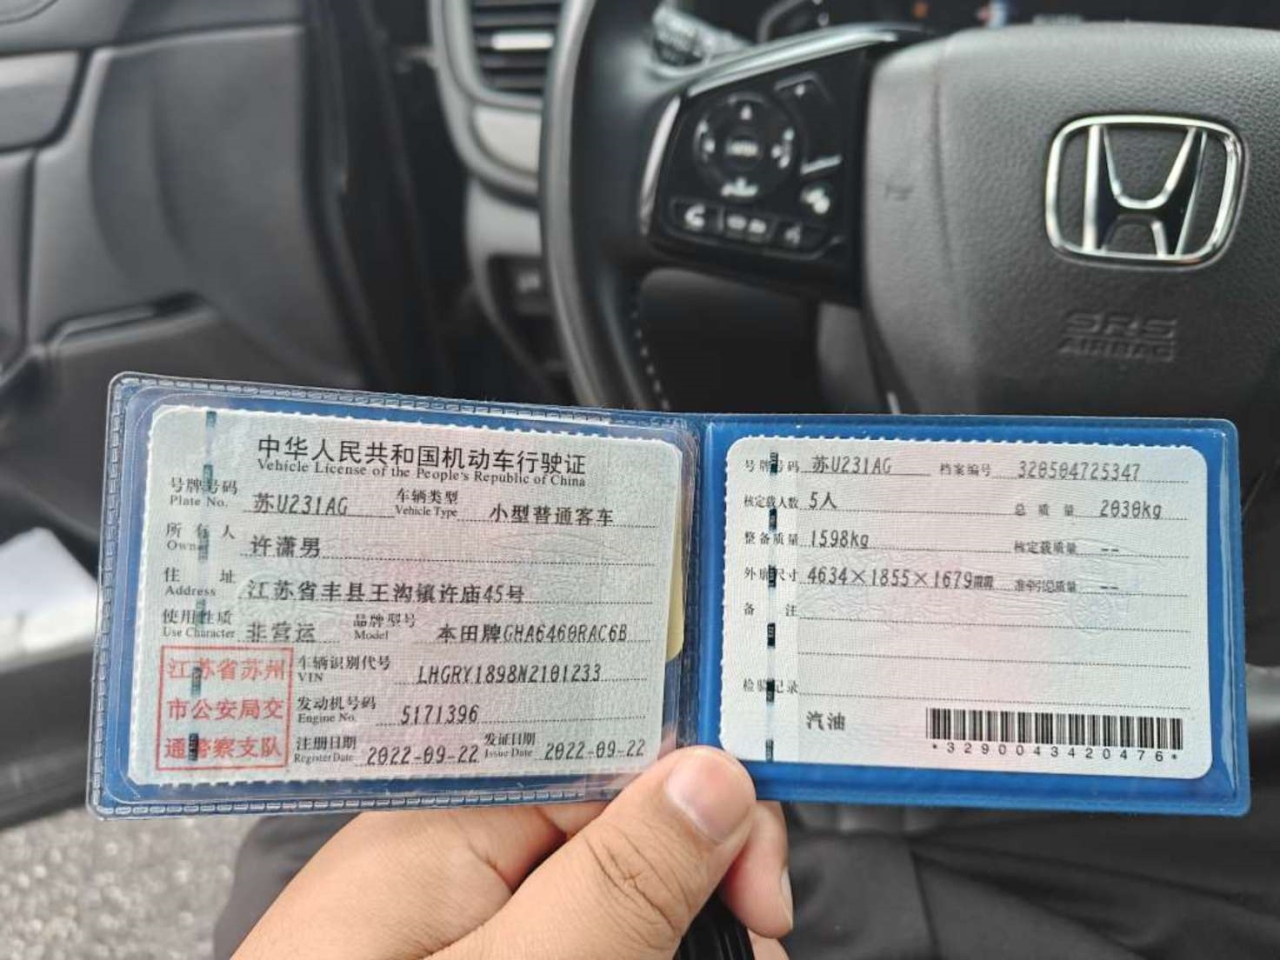 SRS
AIRBAG
中华人民共和国机动车行驶证
Vehicle License of the People's Republic of China
号牌号码 苏U231AG 车辆类型 小型普通客车
Plate No. Vehicle Type
所有人 许潇男
Owner
住址 江苏省丰县王沟镇许庙45号
Address
使用性质 非营运 品牌型号 本田牌GHA6460RAC6B
Use Character Model
江苏省苏州
市公安局交
通警察支队
车辆识别代号 LHGRY1898N2101233
VIN
发动机号码 5171396
Engine No.
注册日期 2022-09-22 发证日期 2022-09-22
Register Date Issue Date
号牌号码 苏U231AG 档案编号 320504725347
核定载人数 5人 总质量 2030kg
整备质量 1598kg 核定载质量 --
外廓尺寸 4634×1855×1679mm 准牵引总质量 --
备注
检验记录
汽油
*3290043420476*